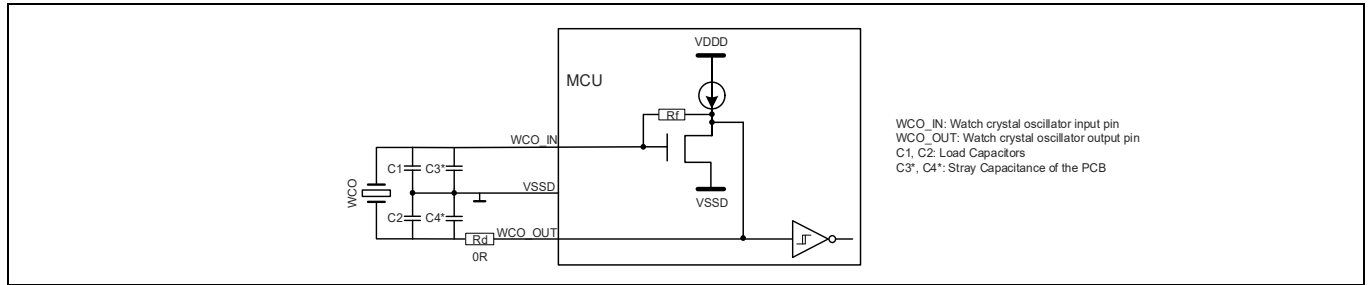 VDDD
MCU
Rf
WCO_IN
C1
C3*
VSSD
WCO
VSSD
C2
C4*
Rd
WCO_OUT
0R
WCO_IN: Watch crystal oscillator input pin
WCO_OUT: Watch crystal oscillator output pin
C1, C2: Load Capacitors
C3*, C4*: Stray Capacitance of the PCB